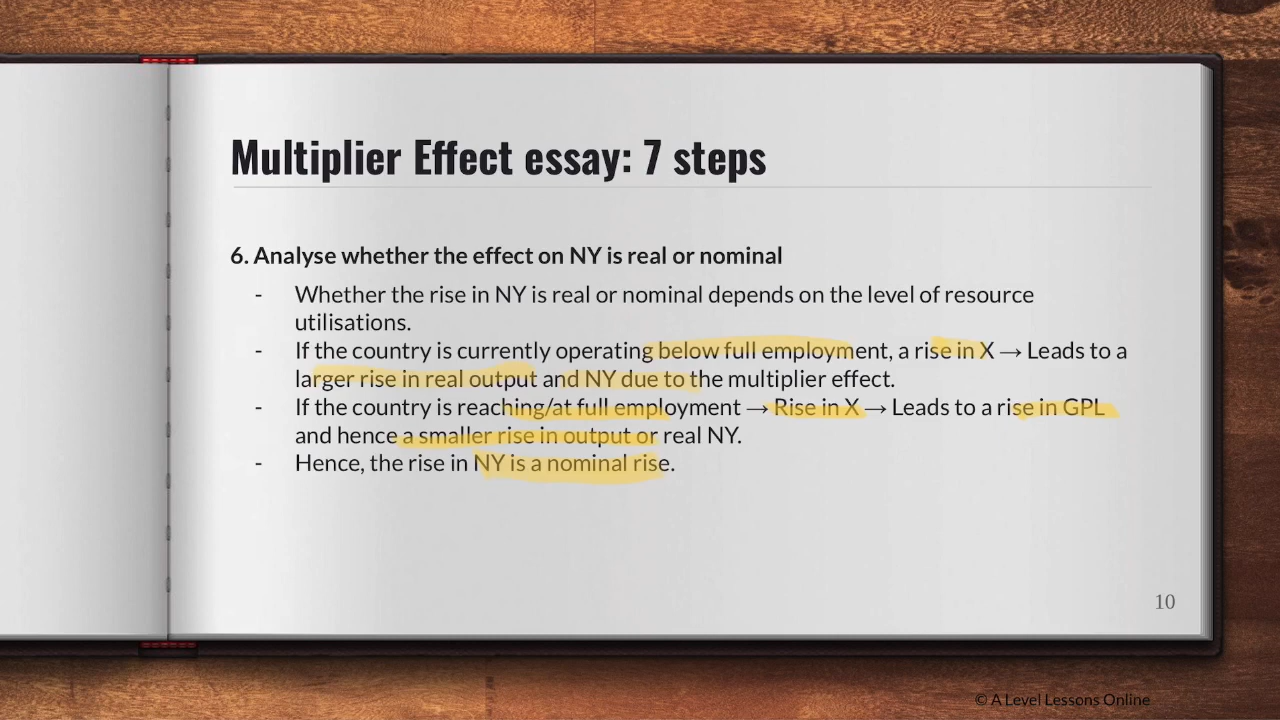 Multiplier Effect essay: 7 steps
6. Analyse whether the effect on NY is real or nominal
- Whether the rise in NY is real or nominal depends on the level of resource
utilisations.
- If the country is currently operating below full employment, a rise in X → Leads to a
larger rise in real output and NY due to the multiplier effect.
- If the country is reaching/at full employment → Rise in X → Leads to a rise in GPL
and hence a smaller rise in output or real NY.
- Hence, the rise in NY is a nominal rise.
10
© A Level Lessons Online